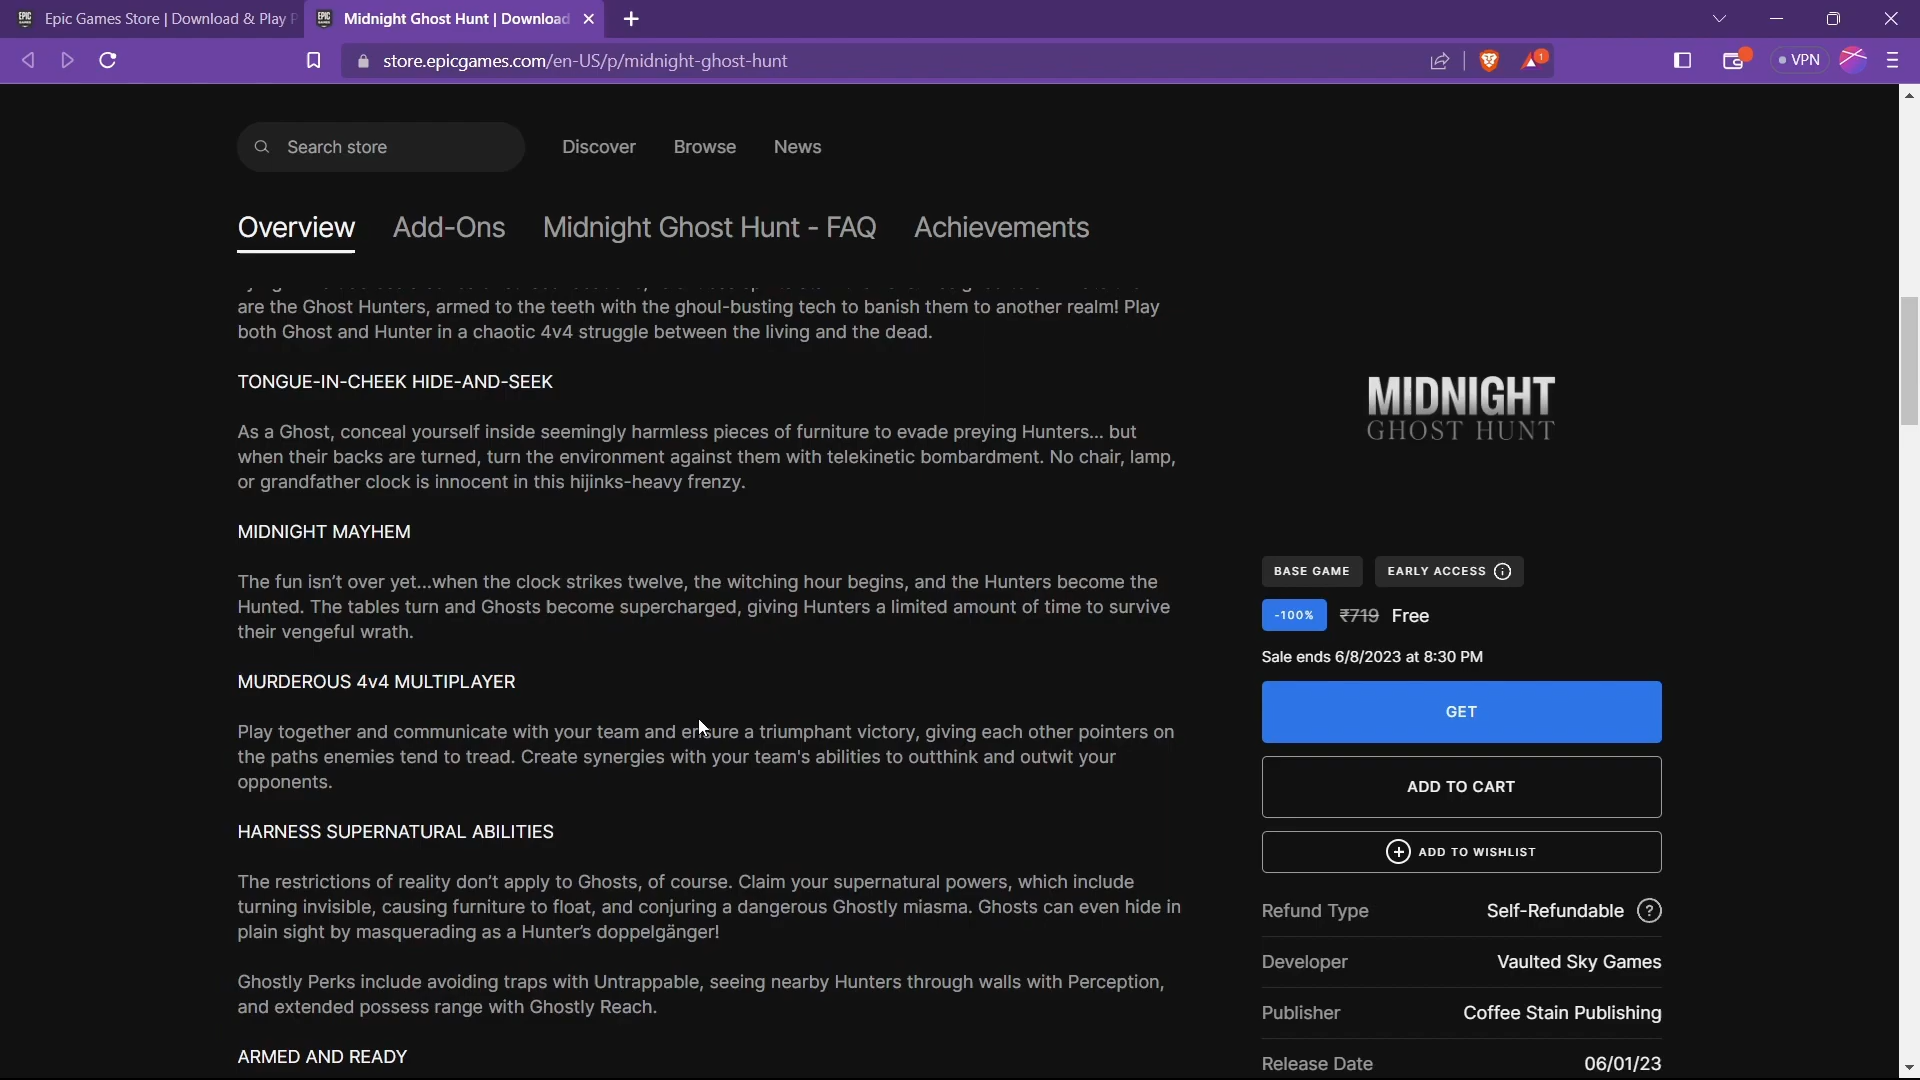 Epic Games Store | Download & Play P
Midnight Ghost Hunt | Download
store.epicgames.com/en-US/p/midnight-ghost-hunt
1
VPN
Search store
Discover
Browse
News
Overview
Add-Ons
Midnight Ghost Hunt - FAQ
Achievements
are the Ghost Hunters, armed to the teeth with the ghoul-busting tech to banish them to another realm! Play
both Ghost and Hunter in a chaotic 4v4 struggle between the living and the dead.
TONGUE-IN-CHEEK HIDE-AND-SEEK
As a Ghost, conceal yourself inside seemingly harmless pieces of furniture to evade preying Hunters... but
when their backs are turned, turn the environment against them with telekinetic bombardment. No chair, lamp,
or grandfather clock is innocent in this hijinks-heavy frenzy.
MIDNIGHT MAYHEM
The fun isn't over yet...when the clock strikes twelve, the witching hour begins, and the Hunters become the
Hunted. The tables turn and Ghosts become supercharged, giving Hunters a limited amount of time to survive
their vengeful wrath.
MURDEROUS 4v4 MULTIPLAYER
Play together and communicate with your team and ensure a triumphant victory, giving each other pointers on
the paths enemies tend to tread. Create synergies with your team's abilities to outthink and outwit your
opponents.
HARNESS SUPERNATURAL ABILITIES
The restrictions of reality don't apply to Ghosts, of course. Claim your supernatural powers, which include
turning invisible, causing furniture to float, and conjuring a dangerous Ghostly miasma. Ghosts can even hide in
plain sight by masquerading as a Hunter's doppelgänger!
Ghostly Perks include avoiding traps with Untrappable, seeing nearby Hunters through walls with Perception,
and extended possess range with Ghostly Reach.
ARMED AND READY
MIDNIGHT
GHOST HUNT
BASE GAME
EARLY ACCESS
-100% ₹719 Free
Sale ends 6/8/2023 at 8:30 PM
GET
ADD TO CART
ADD TO WISHLIST
Refund Type Self-Refundable
Developer Vaulted Sky Games
Publisher Coffee Stain Publishing
Release Date 06/01/23